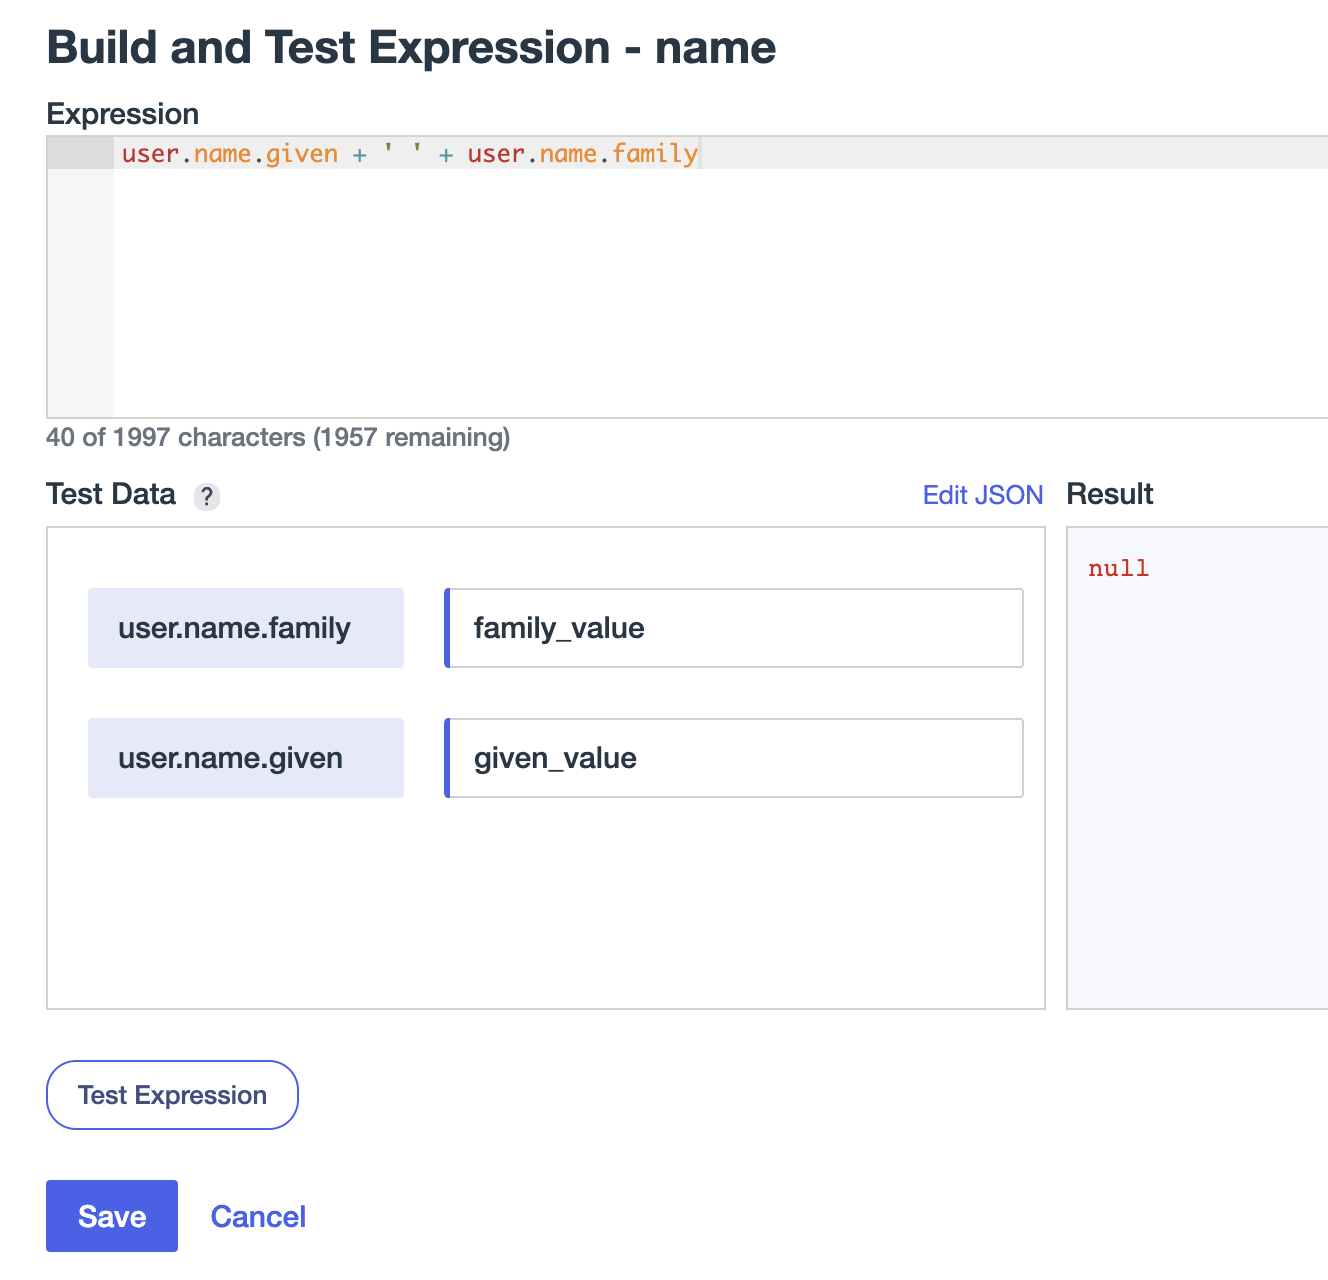 Build and Test Expression - name
Expression
user.name.given + ' ' + user.name.family
40 of 1997 characters (1957 remaining)
Test Data ? Edit JSON Result
null
user.name.family family_value
user.name.given given_value
Test Expression
Save Cancel